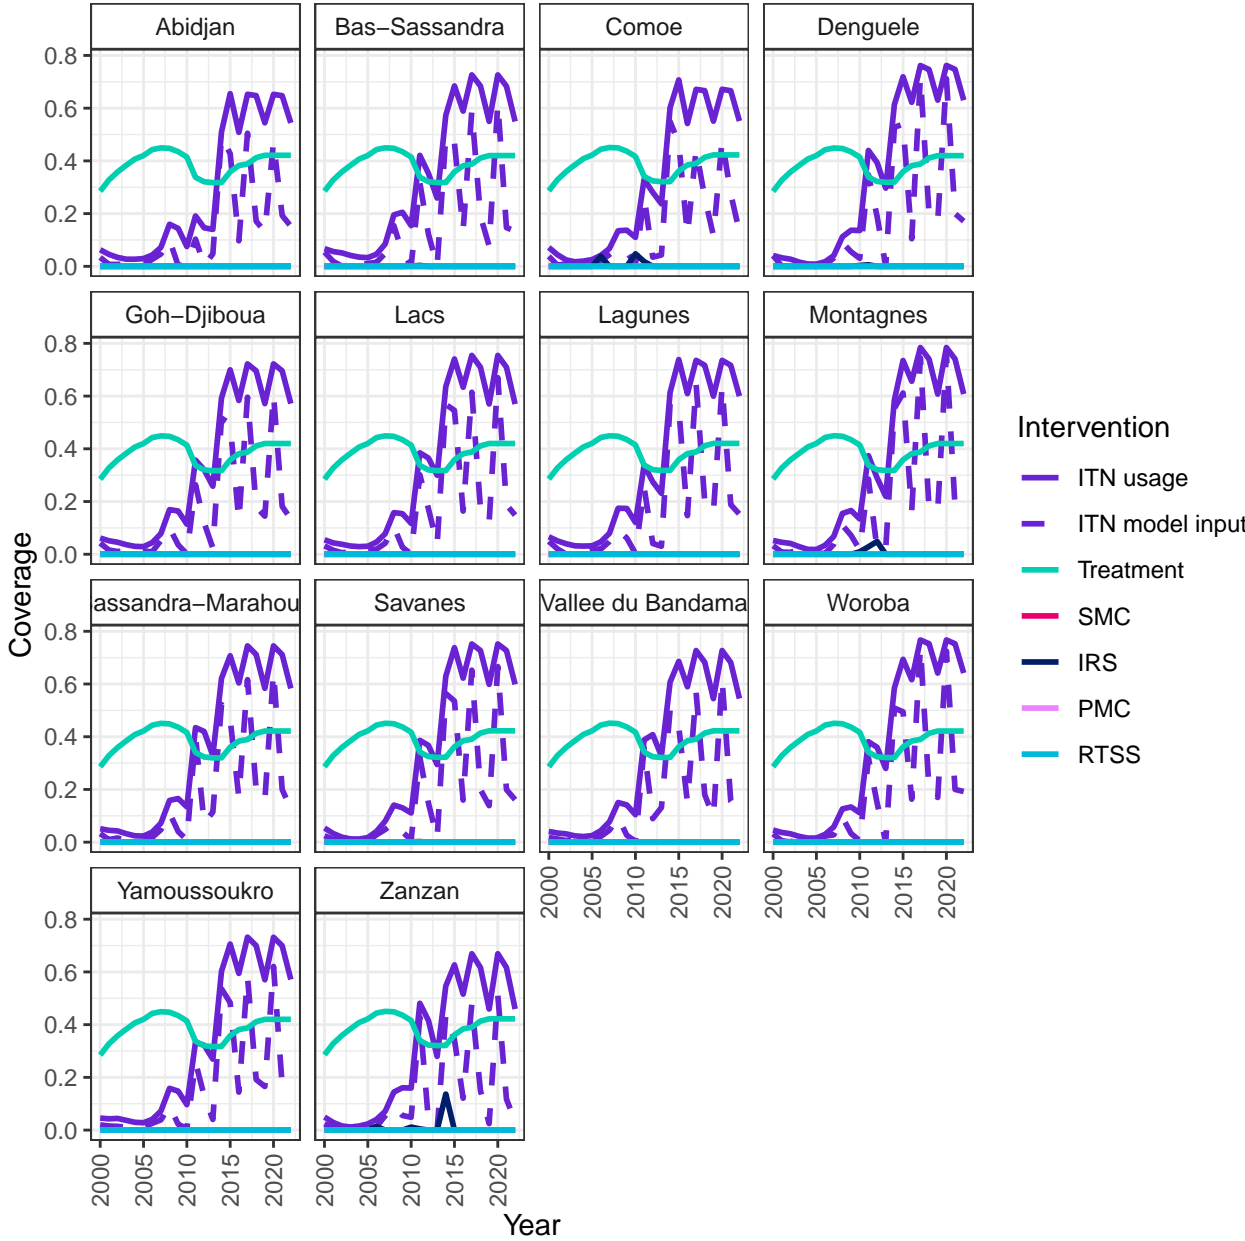 Abidjan
Bas−Sassandra
Comoe
Denguele
0.8
0.6
0.4
0.2
0.0
Goh−Djiboua
Lacs
Lagunes
Montagnes
0.8
0.6
0.4
0.2
0.0
assandra−Marahou
Savanes
Vallee du Bandama
Woroba
0.8
0.6
0.4
0.2
0.0
2000
2005
2010
2015
2020
2000
2005
2010
2015
2020
Yamoussoukro
Zanzan
0.8
0.6
0.4
0.2
0.0
2000
2005
2010
2015
2020
2000
2005
2010
2015
2020
Year
Coverage
Intervention
ITN usage
ITN model input
Treatment
SMC
IRS
PMC
RTSS